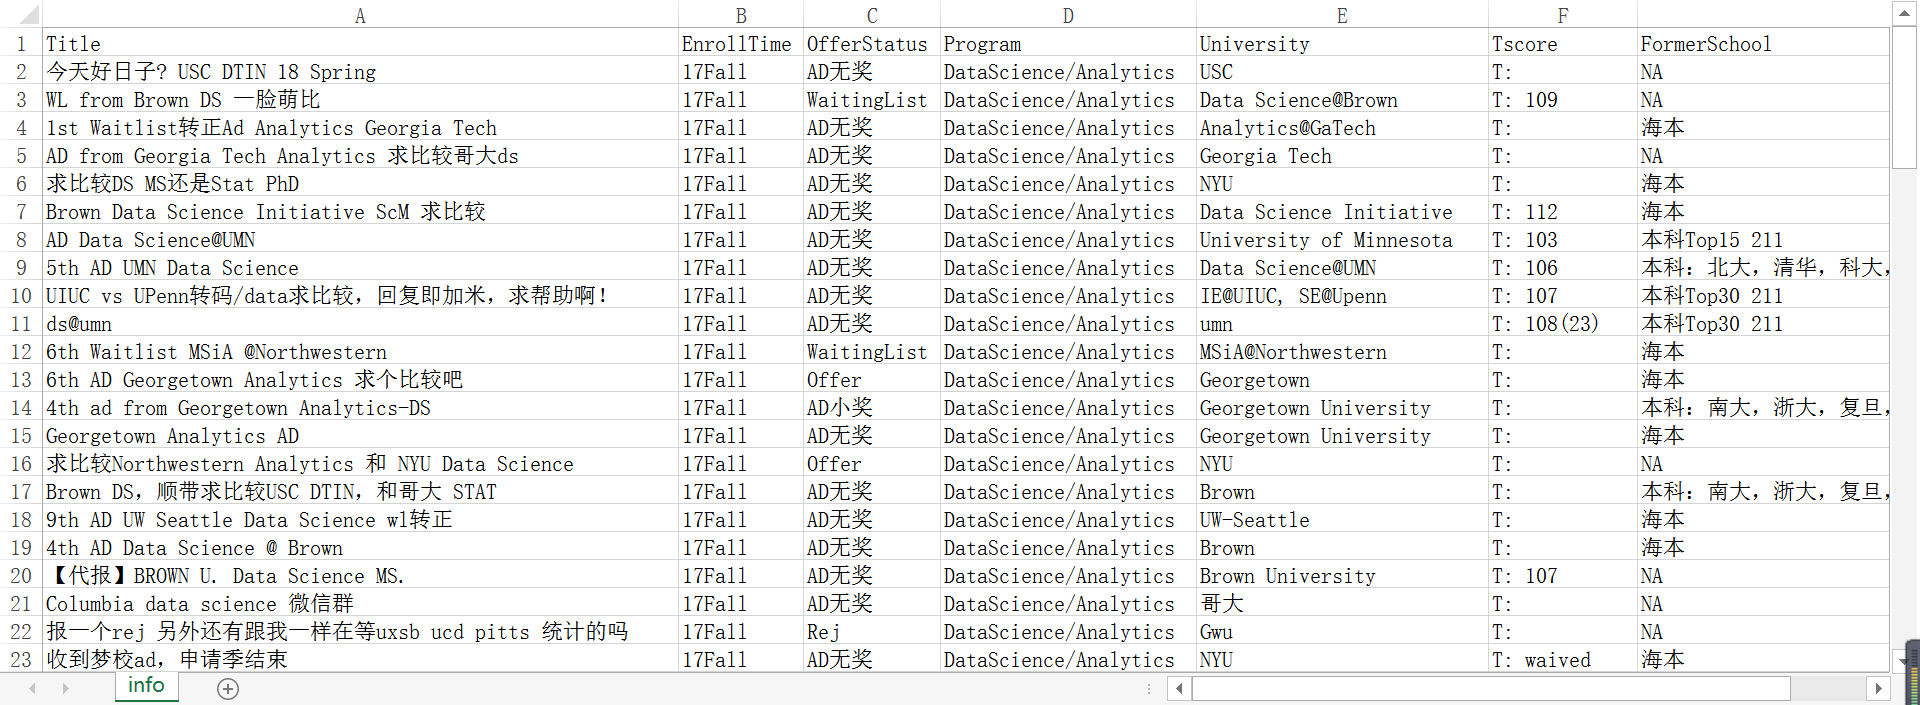 A B C D E F
1 Title EnrollTime OfferStatus Program University Tscore FormerSchool
2 今天好日子? USC DTIN 18 Spring 17Fall AD无奖 DataScience/Analytics USC T: NA
3 WL from Brown DS 一脸萌比 17Fall WaitingList DataScience/Analytics Data Science@Brown T: 109 NA
4 1st Waitlist转正Ad Analytics Georgia Tech 17Fall AD无奖 DataScience/Analytics Analytics@GaTech T: 海本
5 AD from Georgia Tech Analytics 求比较哥大ds 17Fall AD无奖 DataScience/Analytics Georgia Tech T: NA
6 求比较DS MS还是Stat PhD 17Fall AD无奖 DataScience/Analytics NYU T: 海本
7 Brown Data Science Initiative ScM 求比较 17Fall AD无奖 DataScience/Analytics Data Science Initiative T: 112 海本
8 AD Data Science@UMN 17Fall AD无奖 DataScience/Analytics University of Minnesota T: 103 本科Top15 211
9 5th AD UMN Data Science 17Fall AD无奖 DataScience/Analytics Data Science@UMN T: 106 本科：北大，清华，科大，
10 UIUC vs UPenn转码/data求比较，回复即加米，求帮助啊！ 17Fall AD无奖 DataScience/Analytics IE@UIUC, SE@Upenn T: 107 本科Top30 211
11 ds@umn 17Fall AD无奖 DataScience/Analytics umn T: 108(23) 本科Top30 211
12 6th Waitlist MSiA @Northwestern 17Fall WaitingList DataScience/Analytics MSiA@Northwestern T: 海本
13 6th AD Georgetown Analytics 求个比较吧 17Fall Offer DataScience/Analytics Georgetown T: 海本
14 4th ad from Georgetown Analytics-DS 17Fall AD小奖 DataScience/Analytics Georgetown University T: 本科：南大，浙大，复旦，
15 Georgetown Analytics AD 17Fall AD无奖 DataScience/Analytics Georgetown University T: 海本
16 求比较Northwestern Analytics 和 NYU Data Science 17Fall Offer DataScience/Analytics NYU T: NA
17 Brown DS，顺带求比较USC DTIN，和哥大 STAT 17Fall AD无奖 DataScience/Analytics Brown T: 本科：南大，浙大，复旦，
18 9th AD UW Seattle Data Science wl转正 17Fall AD无奖 DataScience/Analytics UW-Seattle T: 海本
19 4th AD Data Science @ Brown 17Fall AD无奖 DataScience/Analytics Brown T: 海本
20 【代报】BROWN U. Data Science MS. 17Fall AD无奖 DataScience/Analytics Brown University T: 107 NA
21 Columbia data science 微信群 17Fall AD无奖 DataScience/Analytics 哥大 T: NA
22 报一个rej 另外还有跟我一样在等uxsb ucd pitts 统计的吗 17Fall Rej DataScience/Analytics Gwu T: NA
23 收到梦校ad，申请季结束 17Fall AD无奖 DataScience/Analytics NYU T: waived 海本
info